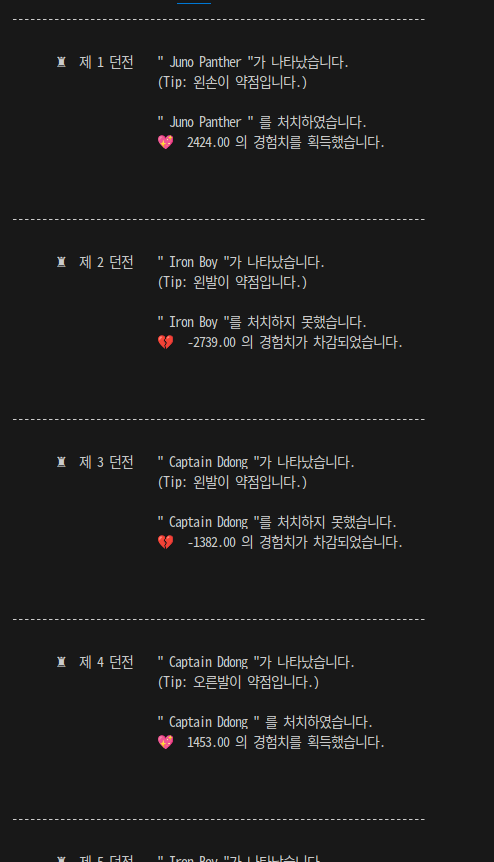 ------------------------------------------------------------------------
♜ 제 1 던전 " Juno Panther "가 나타났습니다.
(Tip: 왼손이 약점입니다.)
" Juno Panther " 를 처치하였습니다.
💖 2424.00 의 경험치를 획득했습니다.
------------------------------------------------------------------------
♜ 제 2 던전 " Iron Boy "가 나타났습니다.
(Tip: 왼발이 약점입니다.)
" Iron Boy "를 처치하지 못했습니다.
💔 -2739.00 의 경험치가 차감되었습니다.
------------------------------------------------------------------------
♜ 제 3 던전 " Captain Ddong "가 나타났습니다.
(Tip: 왼발이 약점입니다.)
" Captain Ddong "를 처치하지 못했습니다.
💔 -1382.00 의 경험치가 차감되었습니다.
------------------------------------------------------------------------
♜ 제 4 던전 " Captain Ddong "가 나타났습니다.
(Tip: 오른발이 약점입니다.)
" Captain Ddong " 를 처치하였습니다.
💖 1453.00 의 경험치를 획득했습니다.
------------------------------------------------------------------------
♜ 제 5 던전 " Iron Boy "가 나타났습니다.